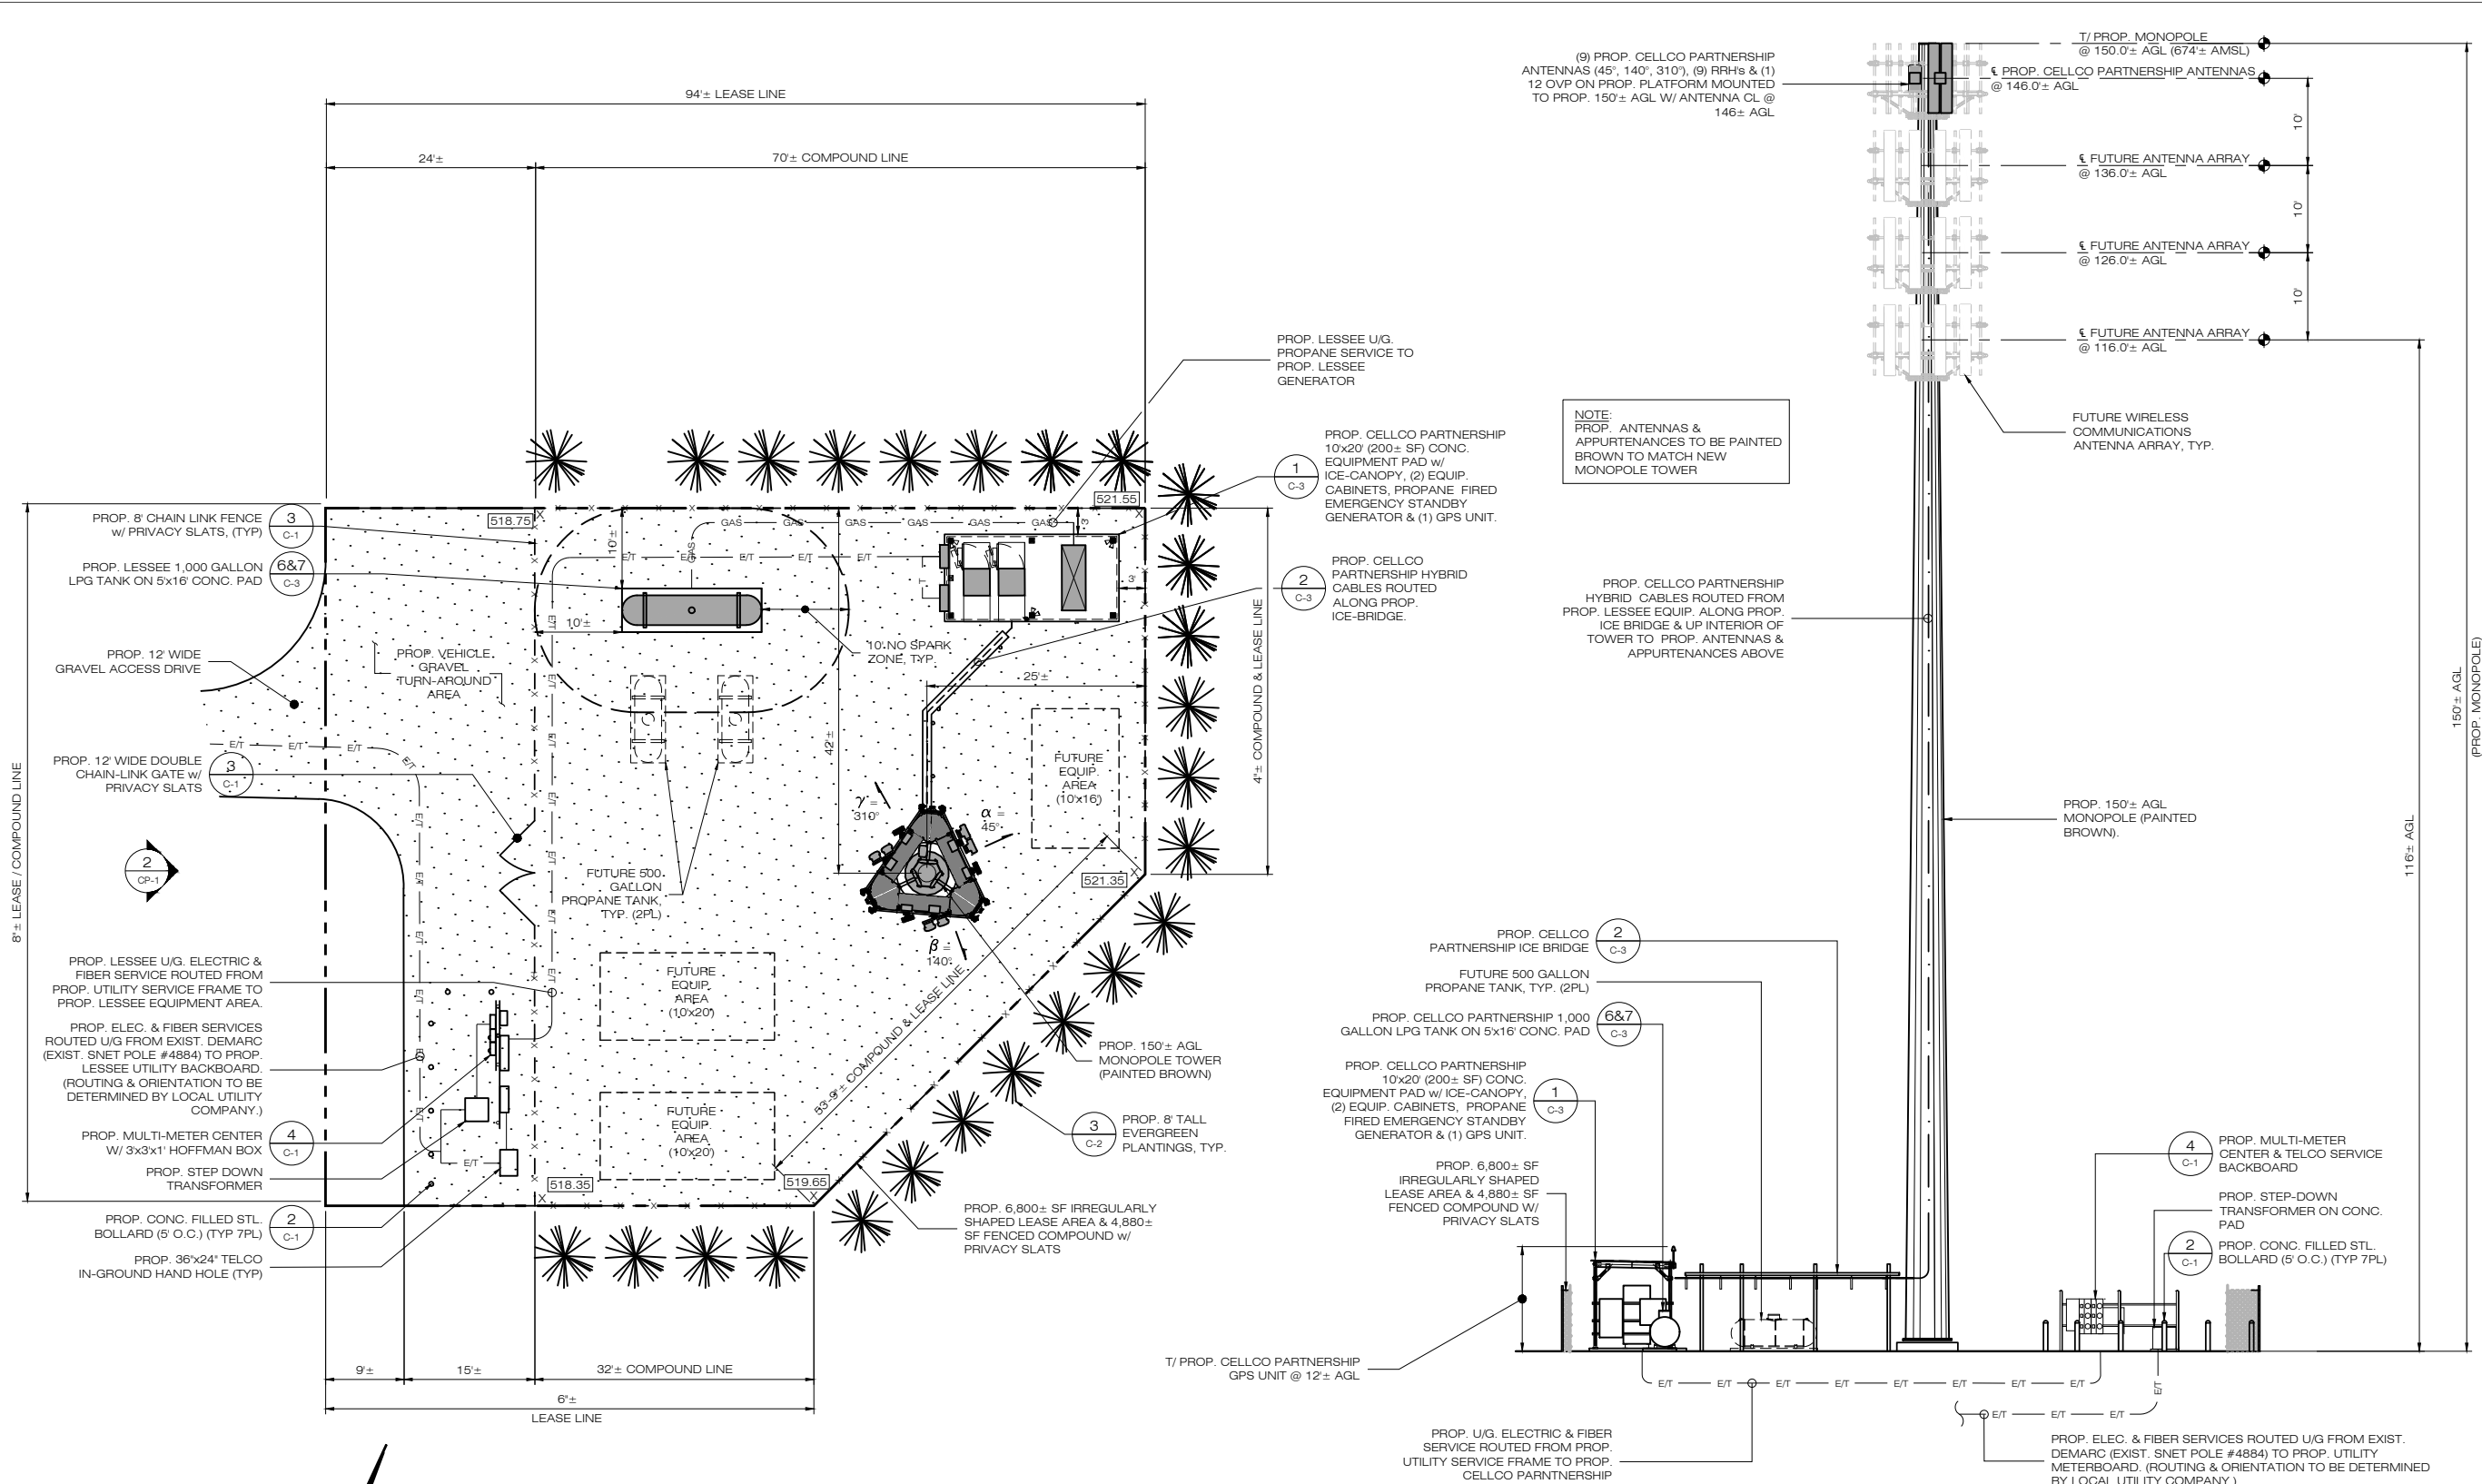 94'± LEASE LINE
24'±
70'± COMPOUND LINE
PROP. LESSEE U/G.
PROPANE SERVICE TO
PROP. LESSEE
GENERATOR
PROP. CELLCO PARTNERSHIP
10'x20' (200± SF) CONC.
EQUIPMENT PAD w/
ICE-CANOPY, (2) EQUIP.
CABINETS, PROPANE FIRED
EMERGENCY STANDBY
GENERATOR & (1) GPS UNIT.
1
C-3
PROP. CELLCO
PARTNERSHIP HYBRID
CABLES ROUTED
ALONG PROP.
ICE-BRIDGE.
2
C-3
PROP. 8' CHAIN LINK FENCE
w/ PRIVACY SLATS, (TYP)
3
C-1
PROP. LESSEE 1,000 GALLON
LPG TANK ON 5'x16' CONC. PAD
6&7
C-3
PROP. 12' WIDE
GRAVEL ACCESS DRIVE
PROP. 12' WIDE DOUBLE
CHAIN-LINK GATE w/
PRIVACY SLATS
3
C-1
2
CP-1
8"± LEASE / COMPOUND LINE
PROP. LESSEE U/G. ELECTRIC &
FIBER SERVICE ROUTED FROM
PROP. UTILITY SERVICE FRAME TO
PROP. LESSEE EQUIPMENT AREA.
PROP. ELEC. & FIBER SERVICES
ROUTED U/G FROM EXIST. DEMARC
(EXIST. SNET POLE #4884) TO PROP.
LESSEE UTILITY BACKBOARD.
(ROUTING & ORIENTATION TO BE
DETERMINED BY LOCAL UTILITY
COMPANY.)
PROP. MULTI-METER CENTER
W/ 3'x3'x1' HOFFMAN BOX
4
C-1
PROP. STEP DOWN
TRANSFORMER
PROP. CONC. FILLED STL.
BOLLARD (5' O.C.) (TYP 7PL)
2
C-1
PROP. 36"x24" TELCO
IN-GROUND HAND HOLE (TYP)
518.75
521.55
521.35
519.65
518.35
GAS GAS GAS GAS GAS GAS
GAS
E/T E/T E/T E/T E/T
10'±
10'±
3'
3'
10' NO SPARK
ZONE, TYP.
PROP. VEHICLE
GRAVEL
TURN-AROUND
AREA
25'±
42'±
4"± COMPOUND & LEASE LINE
FUTURE
EQUIP.
AREA
(10'x16')
γ =
310°
α =
45°
β =
140°
FUTURE 500
GALLON
PROPANE TANK,
TYP. (2PL)
FUTURE
EQUIP.
AREA
(10'x20')
FUTURE
EQUIP.
AREA
(10'x20')
53'-9"± COMPOUND & LEASE LINE
PROP. 150'± AGL
MONOPOLE TOWER
(PAINTED BROWN)
3
C-2
PROP. 8' TALL
EVERGREEN
PLANTINGS, TYP.
PROP. 6,800± SF IRREGULARLY
SHAPED LEASE AREA & 4,880±
SF FENCED COMPOUND w/
PRIVACY SLATS
9'±
15'±
32'± COMPOUND LINE
6"±
LEASE LINE
(9) PROP. CELLCO PARTNERSHIP
ANTENNAS (45°, 140°, 310°), (9) RRH's & (1)
12 OVP ON PROP. PLATFORM MOUNTED
TO PROP. 150'± AGL W/ ANTENNA CL @
146± AGL
T/ PROP. MONOPOLE
@ 150.0'± AGL (674'± AMSL)
℄ PROP. CELLCO PARTNERSHIP ANTENNAS
@ 146.0'± AGL
10'
℄ FUTURE ANTENNA ARRAY
@ 136.0'± AGL
10'
℄ FUTURE ANTENNA ARRAY
@ 126.0'± AGL
10'
℄ FUTURE ANTENNA ARRAY
@ 116.0'± AGL
FUTURE WIRELESS
COMMUNICATIONS
ANTENNA ARRAY, TYP.
NOTE:
PROP. ANTENNAS &
APPURTENANCES TO BE PAINTED
BROWN TO MATCH NEW
MONOPOLE TOWER
PROP. CELLCO PARTNERSHIP
HYBRID CABLES ROUTED FROM
PROP. LESSEE EQUIP. ALONG PROP.
ICE BRIDGE & UP INTERIOR OF
TOWER TO PROP. ANTENNAS &
APPURTENANCES ABOVE
PROP. 150'± AGL
MONOPOLE (PAINTED
BROWN).
116'± AGL
150'± AGL
(PROP. MONOPOLE)
PROP. CELLCO
PARTNERSHIP ICE BRIDGE
2
C-3
FUTURE 500 GALLON
PROPANE TANK, TYP. (2PL)
PROP. CELLCO PARTNERSHIP 1,000
GALLON LPG TANK ON 5'x16' CONC. PAD
6&7
C-3
PROP. CELLCO PARTNERSHIP
10'x20' (200± SF) CONC.
EQUIPMENT PAD w/ ICE-CANOPY,
(2) EQUIP. CABINETS, PROPANE
FIRED EMERGENCY STANDBY
GENERATOR & (1) GPS UNIT.
1
C-3
PROP. 6,800± SF
IRREGULARLY SHAPED
LEASE AREA & 4,880± SF
FENCED COMPOUND W/
PRIVACY SLATS
4
C-1
PROP. MULTI-METER
CENTER & TELCO SERVICE
BACKBOARD
PROP. STEP-DOWN
TRANSFORMER ON CONC.
PAD
2
C-1
PROP. CONC. FILLED STL.
BOLLARD (5' O.C.) (TYP 7PL)
T/ PROP. CELLCO PARTNERSHIP
GPS UNIT @ 12'± AGL
E/T E/T E/T E/T E/T E/T E/T E/T
E/T
E/T E/T E/T
PROP. U/G. ELECTRIC & FIBER
SERVICE ROUTED FROM PROP.
UTILITY SERVICE FRAME TO PROP.
CELLCO PARNTNERSHIP
PROP. ELEC. & FIBER SERVICES ROUTED U/G FROM EXIST.
DEMARC (EXIST. SNET POLE #4884) TO PROP. UTILITY
METERBOARD. (ROUTING & ORIENTATION TO BE DETERMINED
BY LOCAL UTILITY COMPANY.)